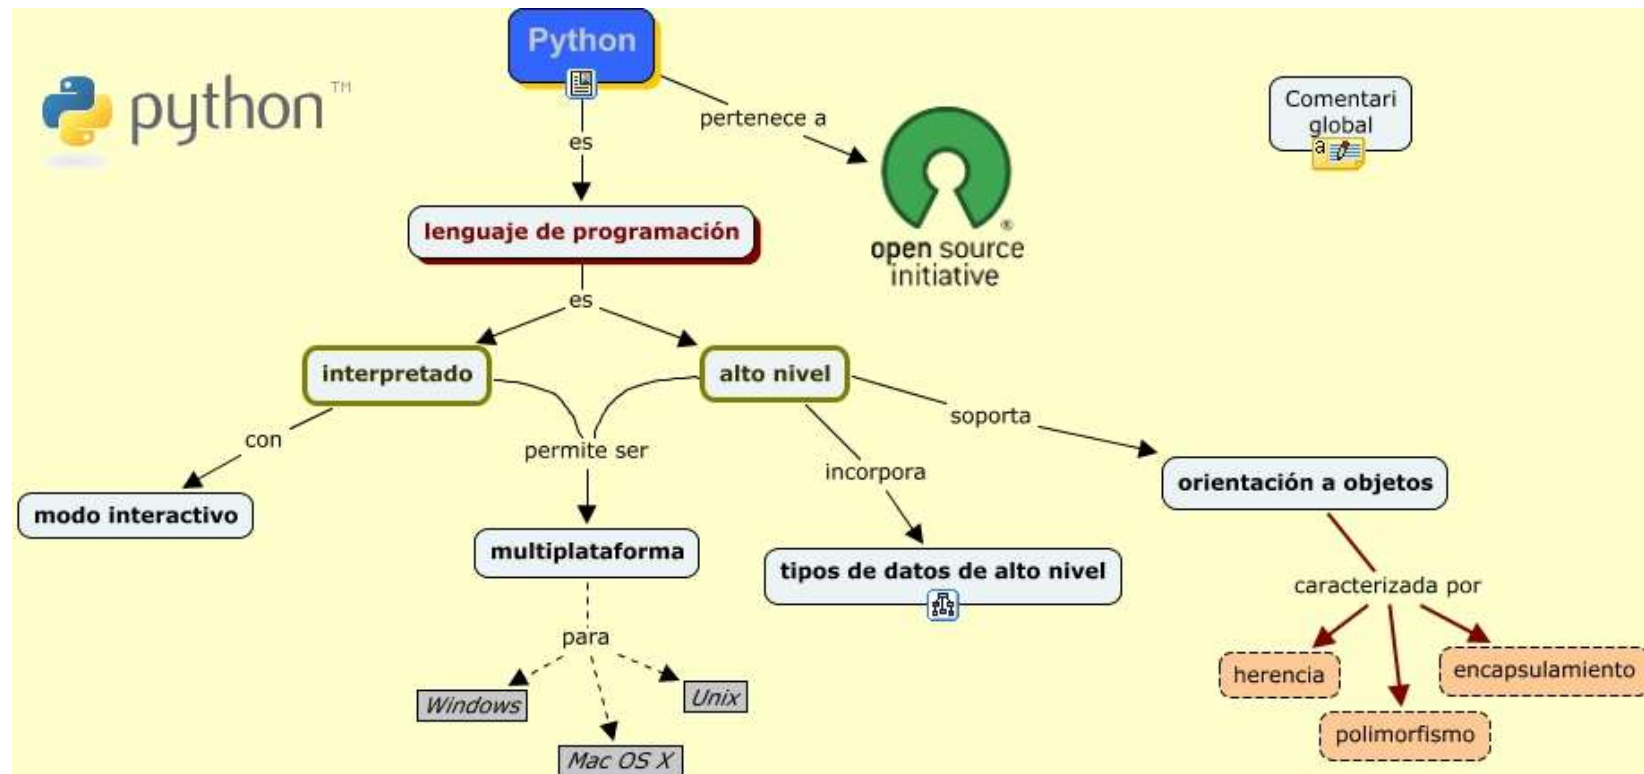 Python
python™
es
pertenece a
Comentari
global
a
lenguaje de programación
open source
initiative
®
es
interpretado
alto nivel
con
permite ser
incorpora
soporta
modo interactivo
multiplataforma
tipos de datos de alto nivel
orientación a objetos
para
caracterizada por
Windows
Unix
Mac OS X
herencia
encapsulamiento
polimorfismo